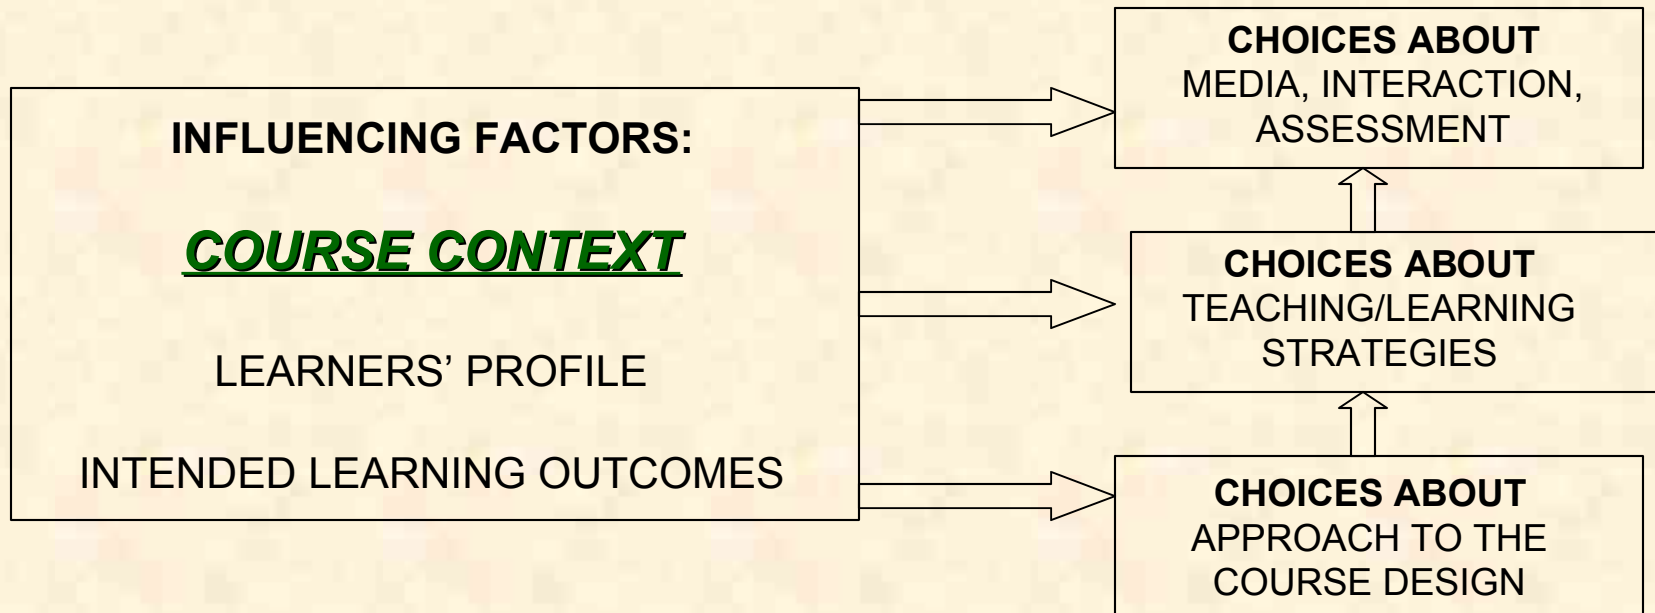 INFLUENCING FACTORS:
COURSE CONTEXT
LEARNERS’ PROFILE
INTENDED LEARNING OUTCOMES
CHOICES ABOUT
MEDIA, INTERACTION,
ASSESSMENT
CHOICES ABOUT
TEACHING/LEARNING
STRATEGIES
CHOICES ABOUT
APPROACH TO THE
COURSE DESIGN